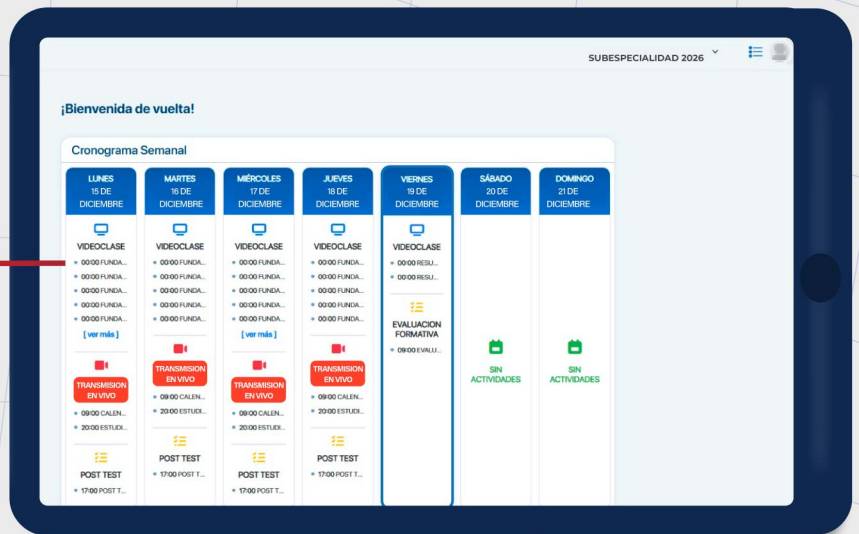 SUBESPECIALIDAD 2026
¡Bienvenida de vuelta!
Cronograma Semanal
LUNES
15 DE
DICIEMBRE
VIDEOCLASE
00:00 FUNDA...
00:00 FUNDA...
00:00 FUNDA...
00:00 FUNDA...
00:00 FUNDA...
[ ver más ]
TRANSMISION
EN VIVO
09:00 CALEN...
20:00 ESTUDI...
POST TEST
17:00 POST T...
MARTES
16 DE
DICIEMBRE
VIDEOCLASE
00:00 FUNDA...
00:00 FUNDA...
00:00 FUNDA...
00:00 FUNDA...
00:00 FUNDA...
TRANSMISION
EN VIVO
09:00 CALEN...
20:00 ESTUDI...
POST TEST
17:00 POST T...
MIÉRCOLES
17 DE
DICIEMBRE
VIDEOCLASE
00:00 FUNDA...
00:00 FUNDA...
00:00 FUNDA...
00:00 FUNDA...
00:00 FUNDA...
[ ver más ]
TRANSMISION
EN VIVO
09:00 CALEN...
20:00 ESTUDI...
POST TEST
17:00 POST T...
JUEVES
18 DE
DICIEMBRE
VIDEOCLASE
00:00 FUNDA...
00:00 FUNDA...
00:00 FUNDA...
00:00 FUNDA...
00:00 FUNDA...
TRANSMISION
EN VIVO
09:00 CALEN...
20:00 ESTUDI...
POST TEST
17:00 POST T...
VIERNES
19 DE
DICIEMBRE
VIDEOCLASE
00:00 RESU...
00:00 RESU...
EVALUACION
FORMATIVA
09:00 EVALU...
SÁBADO
20 DE
DICIEMBRE
SIN
ACTIVIDADES
DOMINGO
21 DE
DICIEMBRE
SIN
ACTIVIDADES